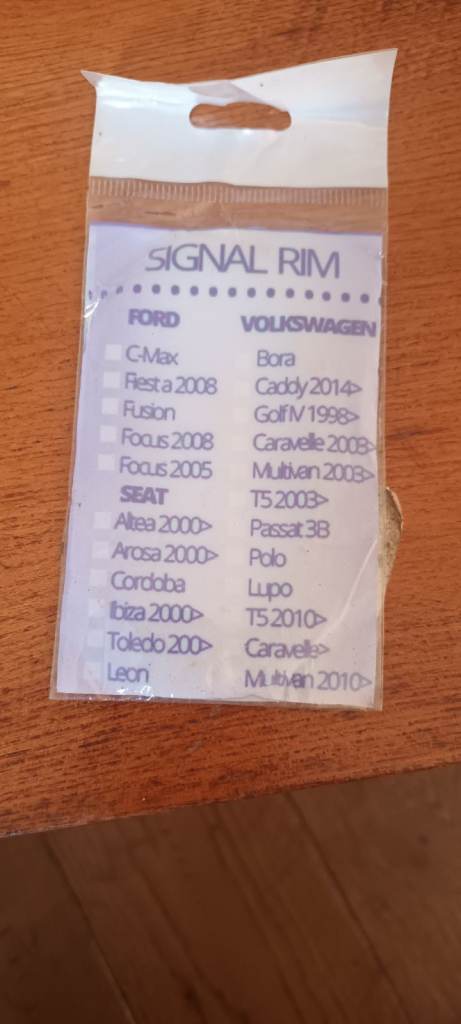 SIGNAL RIM
FORD
C-Max
Fiesta 2008
Fusion
Focus 2008
Focus 2005
SEAT
Altea 2000>
Arosa 2000>
Cordoba
Ibiza 2000>
Toledo 200>
Leon
VOLKSWAGEN
Bora
Caddy 2014>
Golf IV 1998>
Caravelle 2003>
Multivan 2003>
T5 2003>
Passat 3B
Polo
Lupo
T5 2010>
Caravelle>
Multivan 2010>